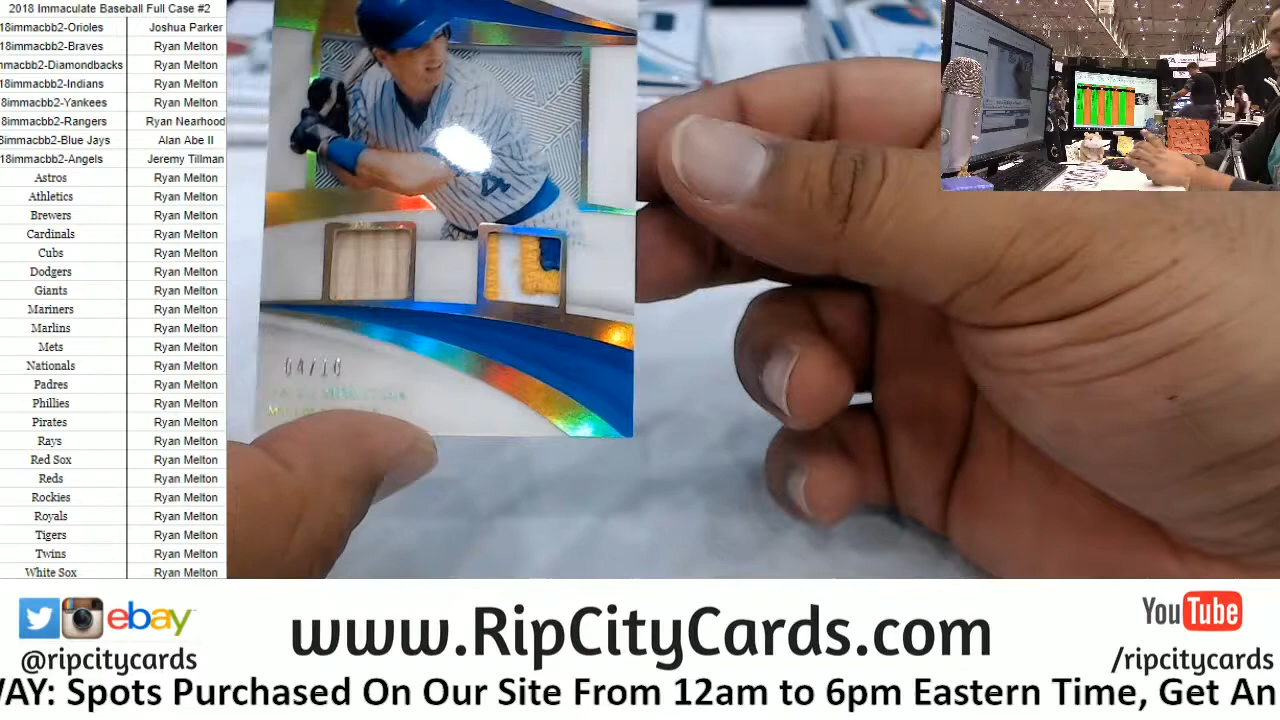 2018 Immaculate Baseball Full Case #2
18immacbb2-Orioles Joshua Parker
18immacbb2-Braves Ryan Melton
nmacbb2-Diamondbacks Ryan Melton
18immacbb2-Indians Ryan Melton
8immacbb2-Yankees Ryan Melton
18immacbb2-Rangers Ryan Nearhood
8immacbb2-Blue Jays Alan Abe II
18immacbb2-Angels Jeremy Tillman
Astros Ryan Melton
Athletics Ryan Melton
Brewers Ryan Melton
Cardinals Ryan Melton
Cubs Ryan Melton
Dodgers Ryan Melton
Giants Ryan Melton
Mariners Ryan Melton
Marlins Ryan Melton
Mets Ryan Melton
Nationals Ryan Melton
Padres Ryan Melton
Phillies Ryan Melton
Pirates Ryan Melton
Rays Ryan Melton
Red Sox Ryan Melton
Reds Ryan Melton
Rockies Ryan Melton
Royals Ryan Melton
Tigers Ryan Melton
Twins Ryan Melton
White Sox Ryan Melton
4
04/10
ebay
@ripcitycards
www.RipCityCards.com
YouTube
/ripcitycards
WAY: Spots Purchased On Our Site From 12am to 6pm Eastern Time, Get An